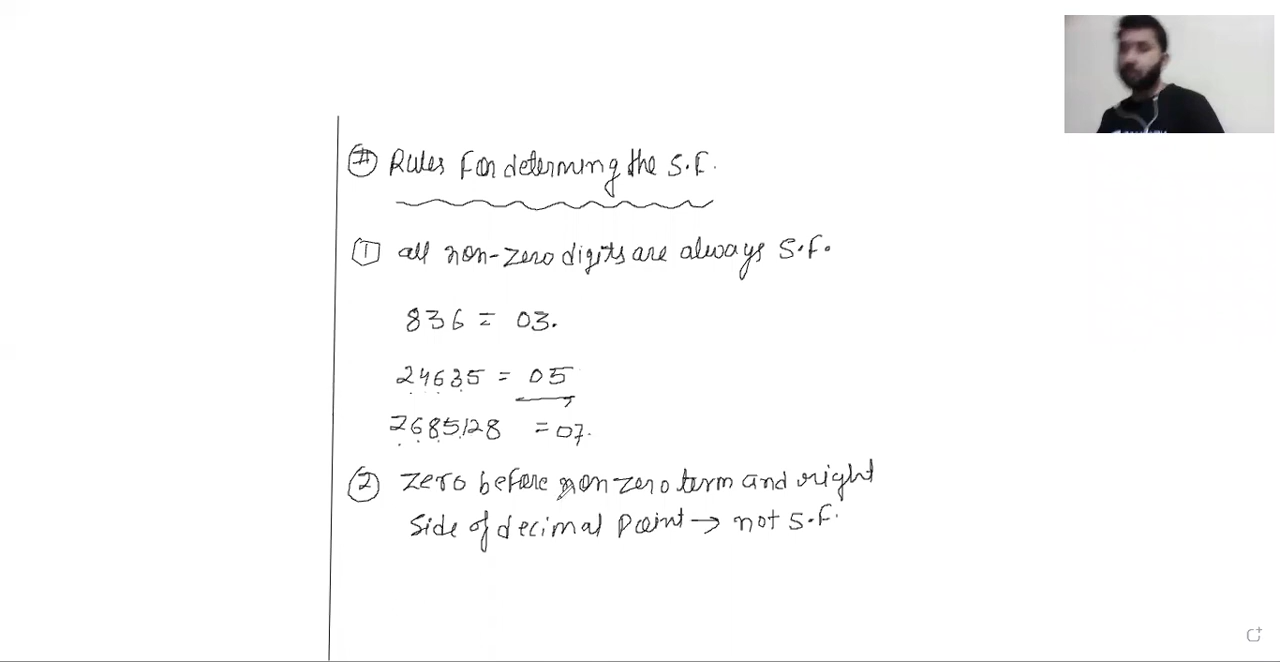 # Rules for determining the S.F.
1 all non-zero digits are always S.F.
836 = 03.
24635 = 05
2685128 = 07.
2 zero before non zero term and right
side of decimal point → not S.F.